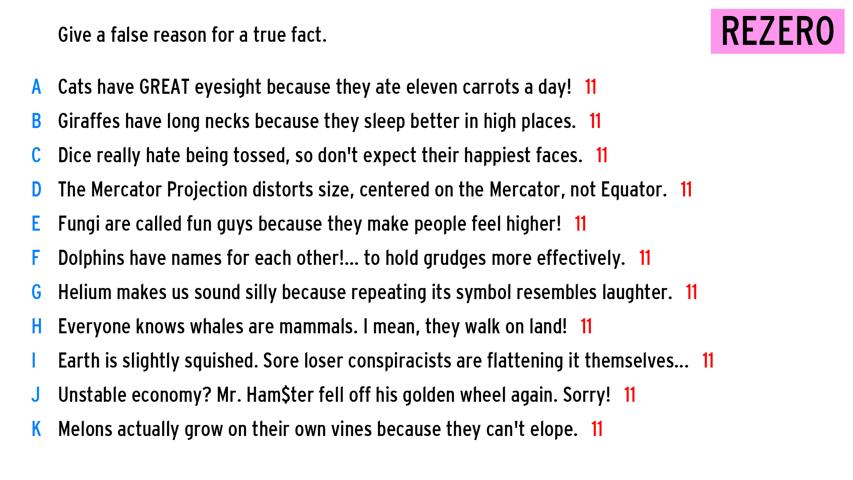 Give a false reason for a true fact.
REZERO
A Cats have GREAT eyesight because they ate eleven carrots a day! 11
B Giraffes have long necks because they sleep better in high places. 11
C Dice really hate being tossed, so don't expect their happiest faces. 11
D The Mercator Projection distorts size, centered on the Mercator, not Equator. 11
E Fungi are called fun guys because they make people feel higher! 11
F Dolphins have names for each other!... to hold grudges more effectively. 11
G Helium makes us sound silly because repeating its symbol resembles laughter. 11
H Everyone knows whales are mammals. I mean, they walk on land! 11
I Earth is slightly squished. Sore loser conspiracists are flattening it themselves... 11
J Unstable economy? Mr. Ham$ter fell off his golden wheel again. Sorry! 11
K Melons actually grow on their own vines because they can't elope. 11